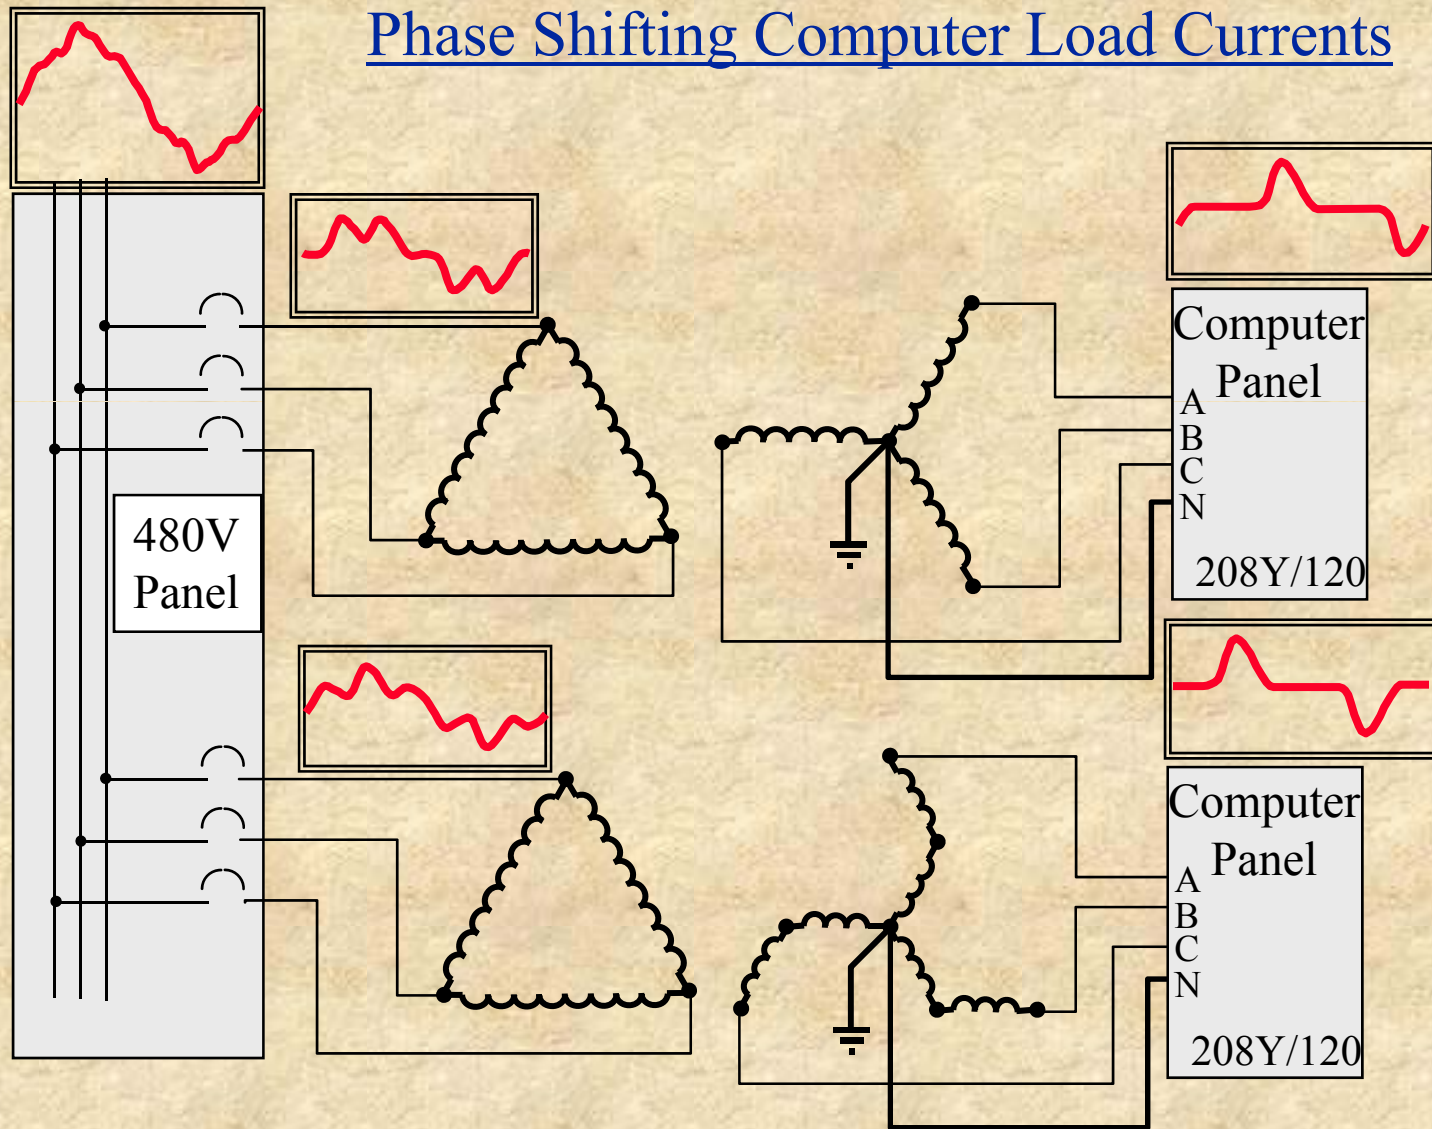 Phase Shifting Computer Load Currents
480V
Panel
Computer
Panel
A
B
C
N
208Y/120
Computer
Panel
A
B
C
N
208Y/120